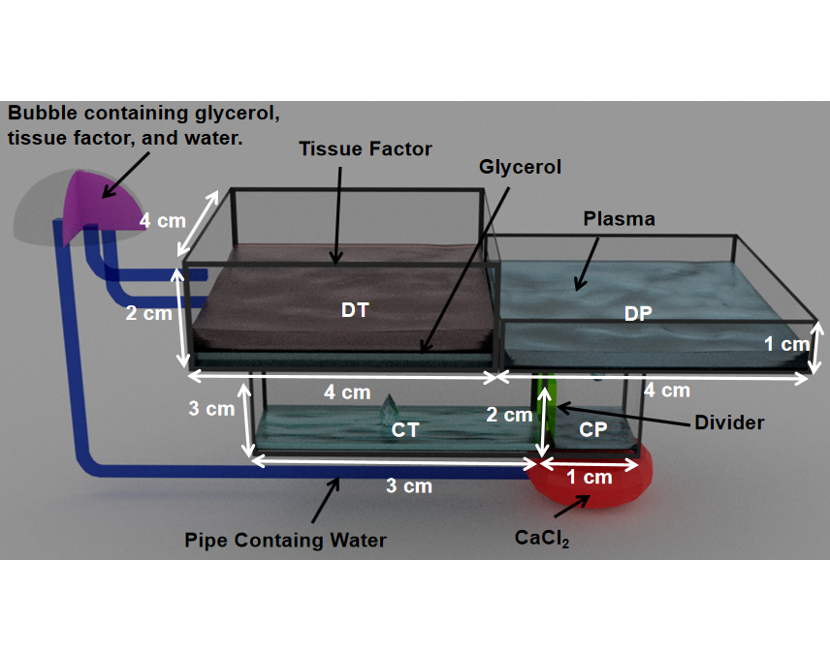 Bubble containing glycerol,
tissue factor, and water.
Tissue Factor
Glycerol
4 cm
Plasma
2 cm
DT
DP
1 cm
4 cm
4 cm
3 cm
2 cm
Divider
CT
CP
3 cm
1 cm
Pipe Containg Water
CaCl₂